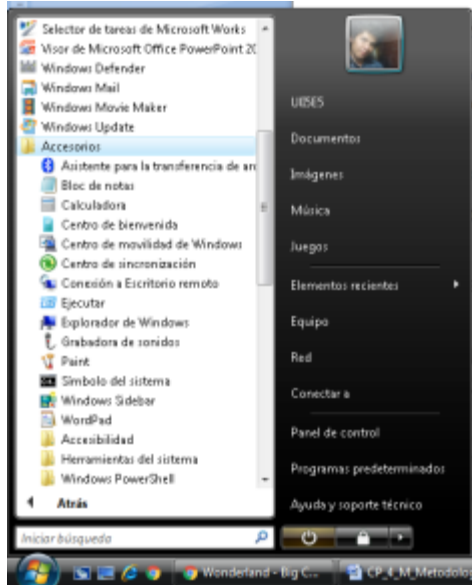 Selector de tareas de Microsoft Works
Visor de Microsoft Office PowerPoint 20
Windows Defender
Windows Mail
Windows Movie Maker
Windows Update
Accesorios
Asistente para la transferencia de ar
Bloc de notas
Calculadora
Centro de bienvenida
Centro de movilidad de Windows
Centro de sincronización
Conexión a Escritorio remoto
Ejecutar
Explorador de Windows
Grabadora de sonidos
Paint
Símbolo del sistema
Windows Sidebar
WordPad
Accesibilidad
Herramientas del sistema
Windows PowerShell
Atrás
Iniciar búsqueda
Documentos
Imágenes
Música
Juegos
Elementos recientes
Equipo
Red
Conectar a
Panel de control
Programas predeterminados
Ayuda y soporte técnico
Wonderland - Big C...
CP_4_M_Metodolo